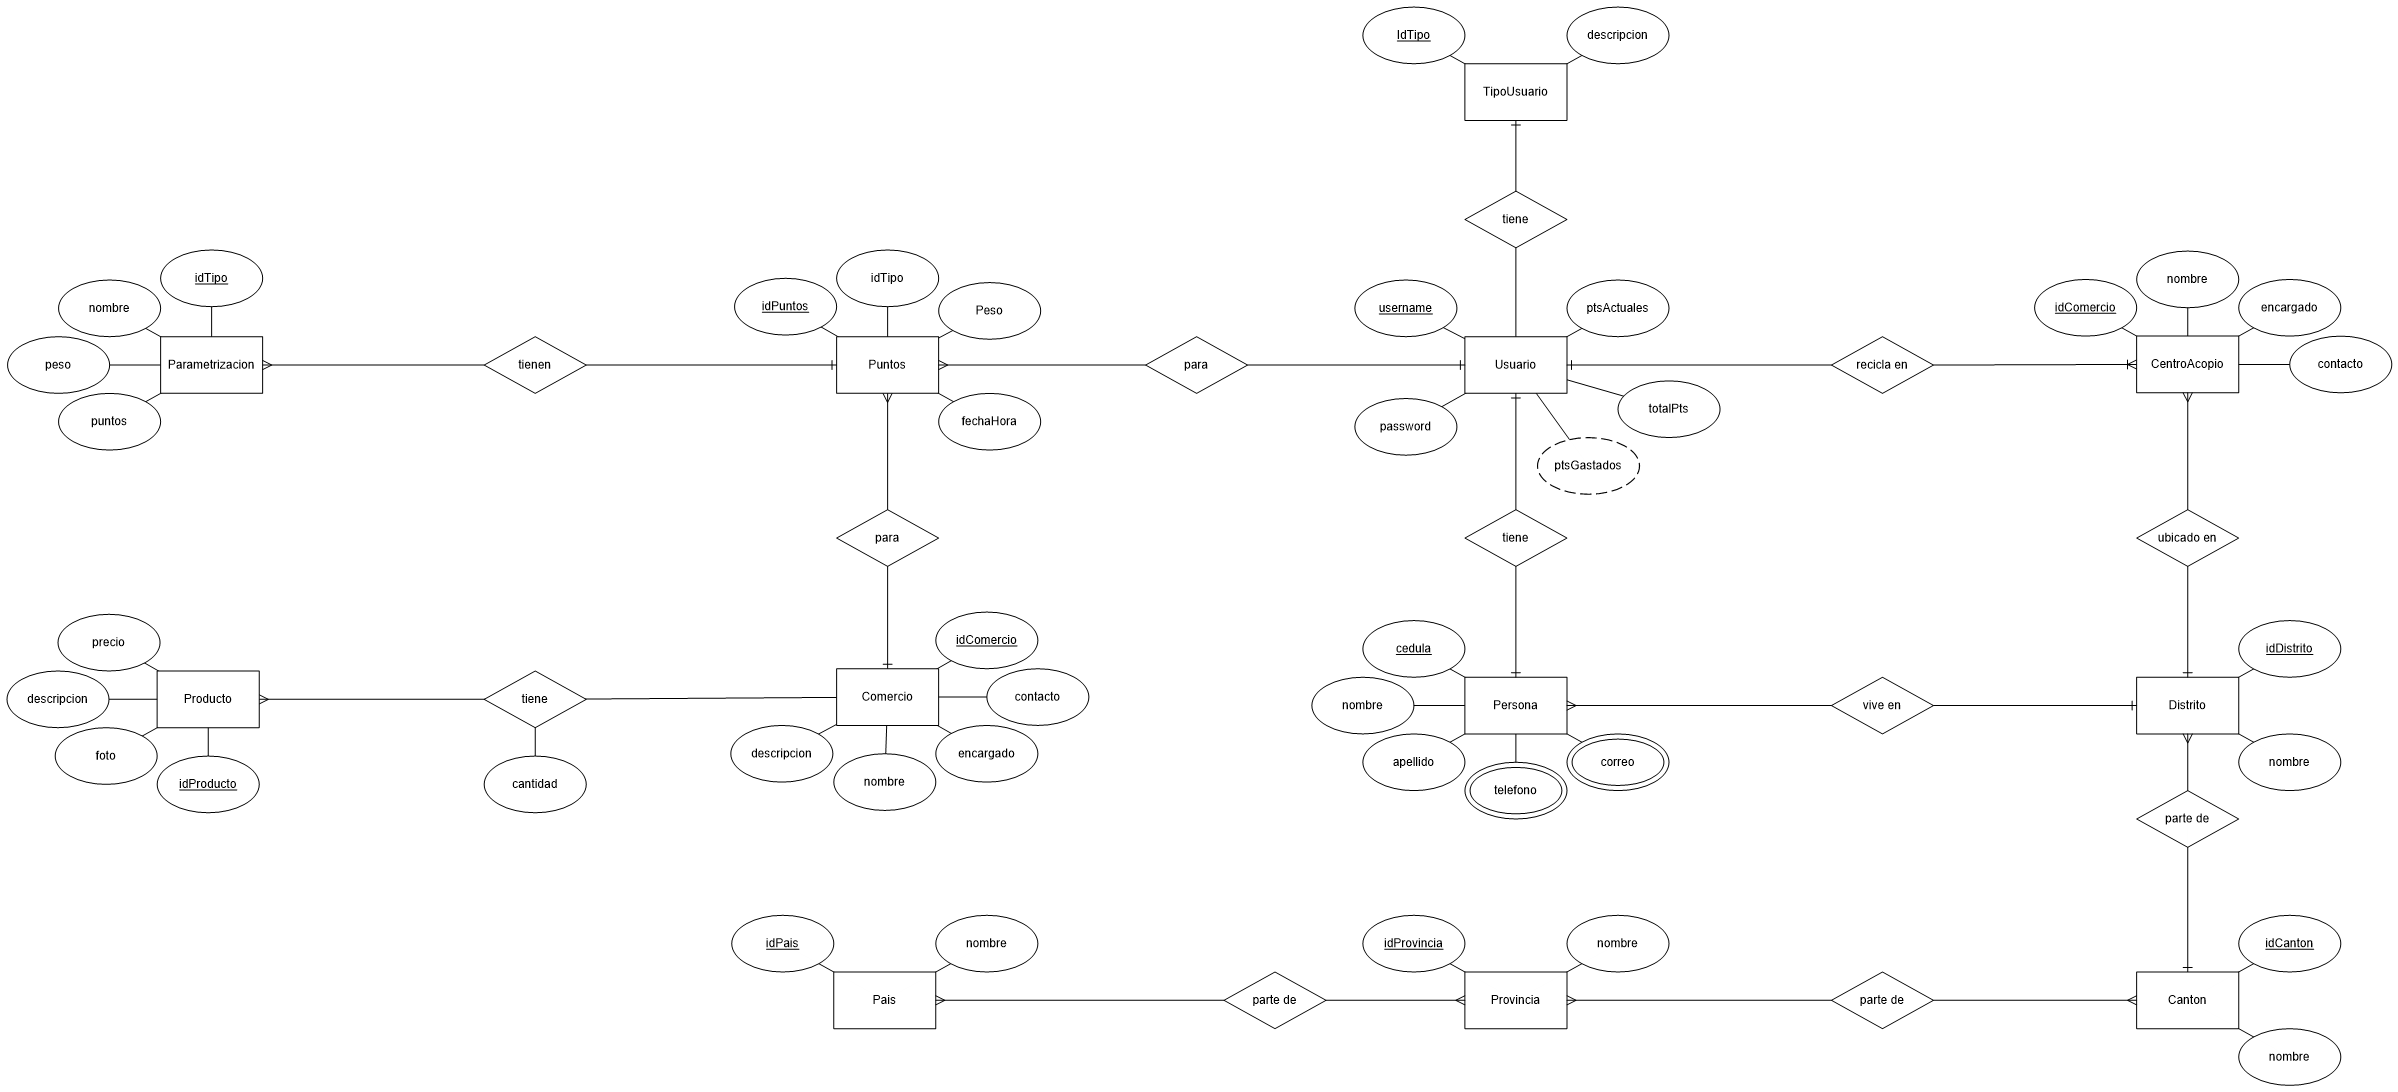 IdTipo
descripcion
TipoUsuario
tiene
idTipo
nombre
peso
Parametrizacion
puntos
tienen
idPuntos
idTipo
Peso
Puntos
fechaHora
para
username
ptsActuales
Usuario
totalPts
password
ptsGastados
recicla en
idComercio
nombre
encargado
CentroAcopio
contacto
para
tiene
ubicado en
precio
descripcion
Producto
foto
idProducto
tiene
cantidad
idComercio
Comercio
contacto
descripcion
nombre
encargado
cedula
nombre
Persona
apellido
telefono
correo
vive en
idDistrito
Distrito
nombre
parte de
idPais
nombre
Pais
parte de
idProvincia
nombre
Provincia
parte de
idCanton
Canton
nombre